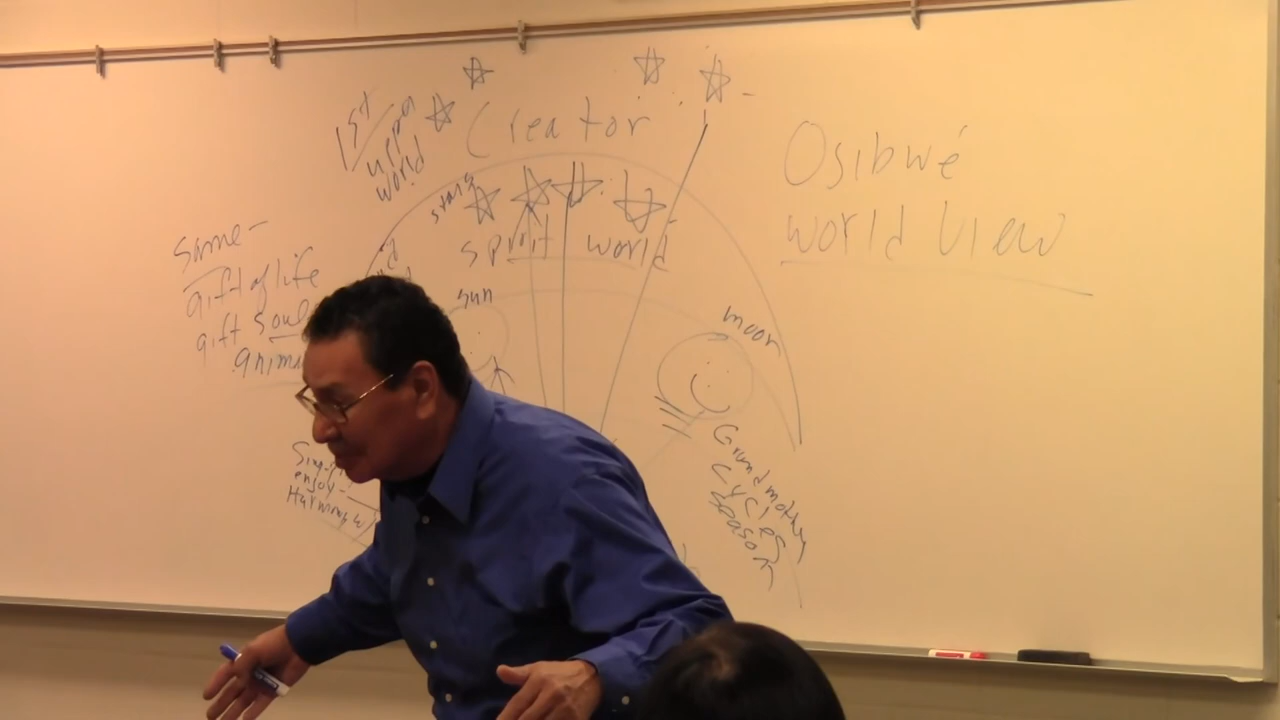 1st
upper
world
Creator
Osibwé
world View
stars
spirit world
same-
gift of life
gift soul
sun
moon
enjoy-
Grandmother
cycles
season